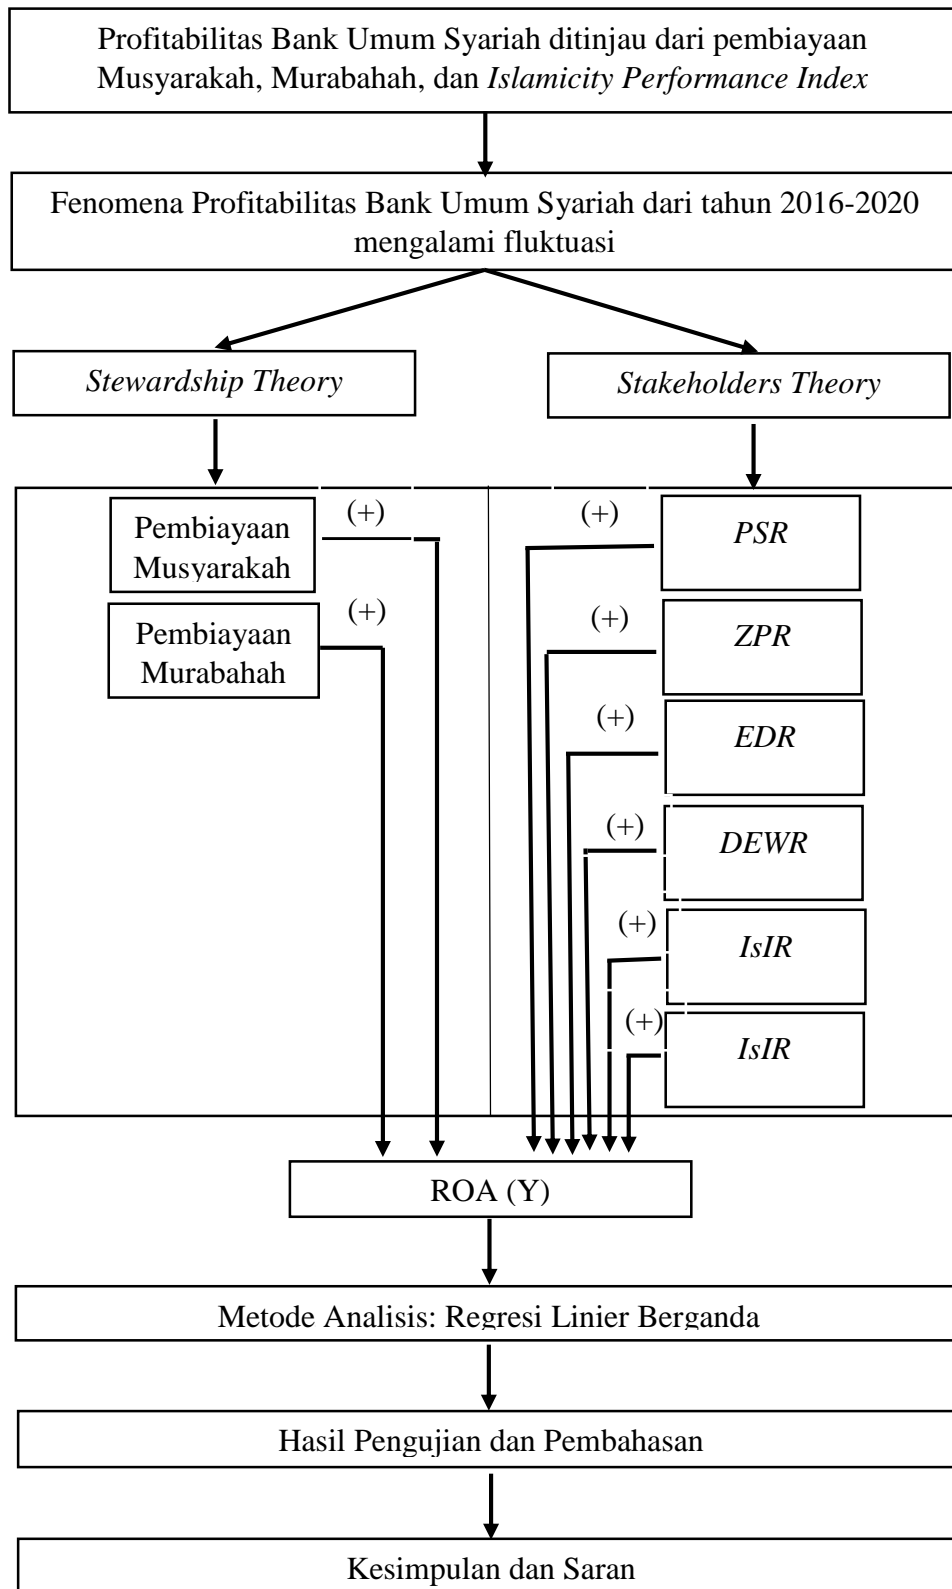 Profitabilitas Bank Umum Syariah ditinjau dari pembiayaan
Musyarakah, Murabahah, dan Islamicity Performance Index
Fenomena Profitabilitas Bank Umum Syariah dari tahun 2016-2020
mengalami fluktuasi
Stewardship Theory
Stakeholders Theory
Pembiayaan
Musyarakah
(+)
Pembiayaan
Murabahah
(+)
(+)
PSR
(+)
ZPR
(+)
EDR
(+)
DEWR
(+)
IsIR
(+)
IsIR
ROA (Y)
Metode Analisis: Regresi Linier Berganda
Hasil Pengujian dan Pembahasan
Kesimpulan dan Saran